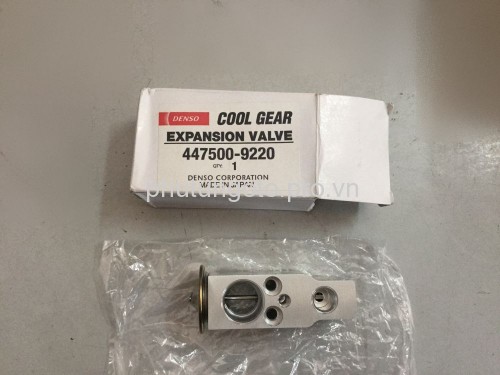 DENSO COOL GEAR
EXPANSION VALVE
447500-9220
QTY. 1
DENSO CORPORATION
MADE IN JAPAN